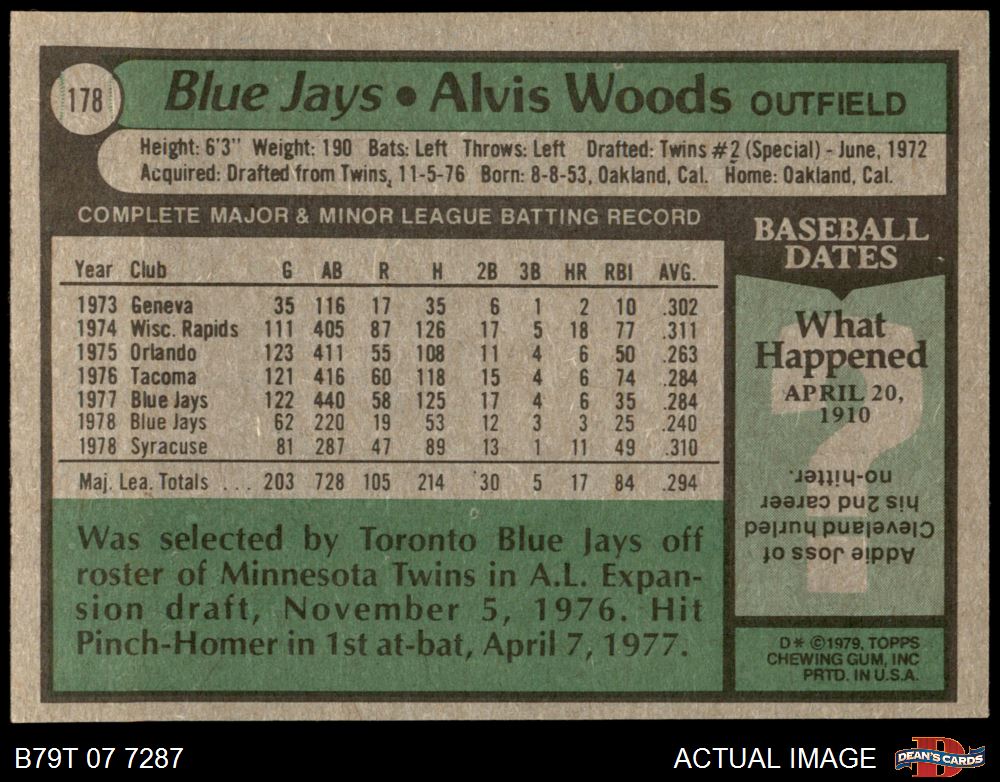 178
Blue Jays • Alvis Woods OUTFIELD
Height: 6'3" Weight: 190 Bats: Left Throws: Left Drafted: Twins #2 (Special) - June, 1972
Acquired: Drafted from Twins, 11-5-76 Born: 8-8-53, Oakland, Cal. Home: Oakland, Cal.
COMPLETE MAJOR & MINOR LEAGUE BATTING RECORD
Year Club G AB R H 2B 3B HR RBI AVG.
1973 Geneva 35 116 17 35 6 1 2 10 .302
1974 Wisc. Rapids 111 405 87 126 17 5 18 77 .311
1975 Orlando 123 411 55 108 11 4 6 50 .263
1976 Tacoma 121 416 60 118 15 4 6 74 .284
1977 Blue Jays 122 440 58 125 17 4 6 35 .284
1978 Blue Jays 62 220 19 53 12 3 3 25 .240
1978 Syracuse 81 287 47 89 13 1 11 49 .310
Maj. Lea. Totals ... 203 728 105 214 30 5 17 84 .294
Was selected by Toronto Blue Jays off
roster of Minnesota Twins in A.L. Expan-
sion draft, November 5, 1976. Hit
Pinch-Homer in 1st at-bat, April 7, 1977.
BASEBALL
DATES
What
Happened
APRIL 20,
1910
?
Addie Joss of
Cleveland hurled
his 2nd career
no-hitter.
D* ©1979, TOPPS
CHEWING GUM, INC
PRTD. IN U.S.A.
B79T 07 7287
ACTUAL IMAGE
D
DEAN'S CARDS